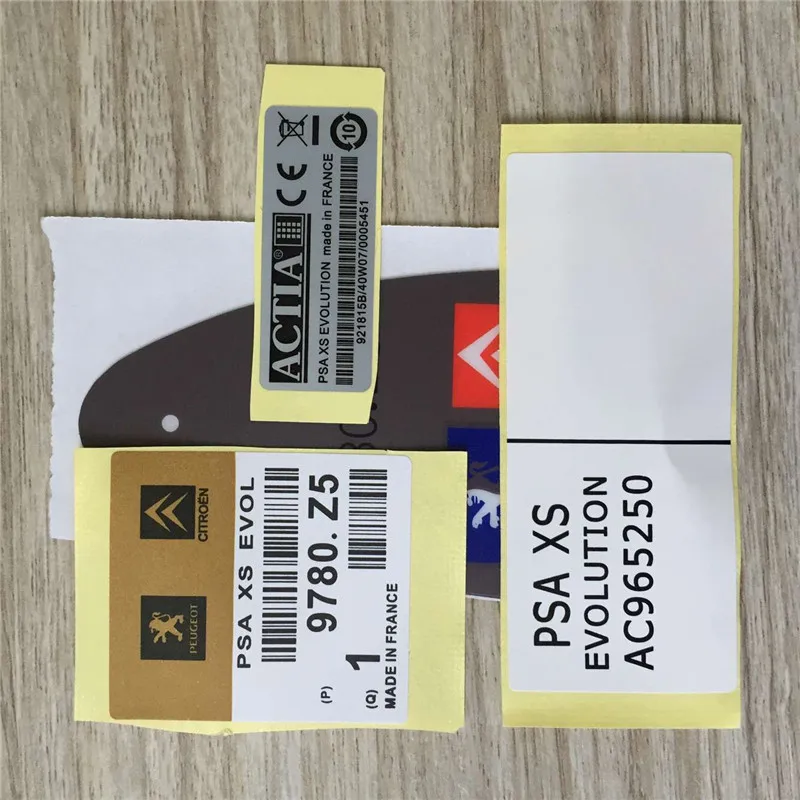 ACTIA®
CE
10
PSA XS EVOLUTION made in FRANCE
921815B/40W07/0005451
CITROËN
PEUGEOT
PSA XS EVOL
(P) 9780.Z5
(Q) 1
MADE IN FRANCE
PSA XS
EVOLUTION
AC965250